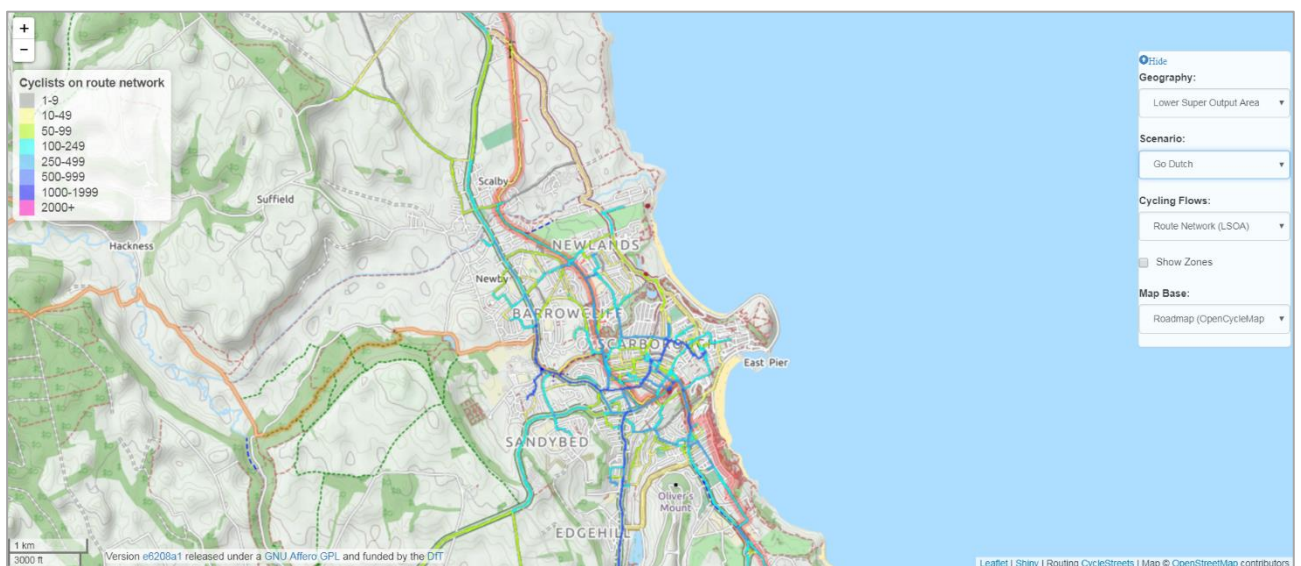 +
−
Cyclists on route network
1-9
10-49
50-99
100-249
250-499
500-999
1000-1999
2000+
Hide
Geography:
Lower Super Output Area
Scenario:
Go Dutch
Cycling Flows:
Route Network (LSOA)
Show Zones
Map Base:
Roadmap (OpenCycleMap
Scalby
Suffield
Hackness
NEWLANDS
Newby
BARROWCLIFF
SCARBOROUGH
East Pier
SANDYBED
Oliver's
Mount
EDGEHILL
1 km
3000 ft
Version e6208a1 released under a GNU Affero GPL and funded by the DfT
Leaflet | Shiny | Routing CycleStreets | Map © OpenStreetMap contributors